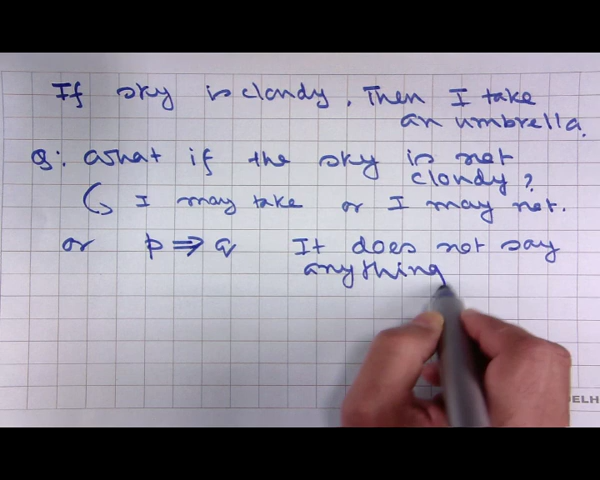 If sky is cloudy, Then I take
an umbrella.
Q: What if the sky is not
cloudy?
I may take or I may not.
or p ⇒ q It does not say
anything
ELH